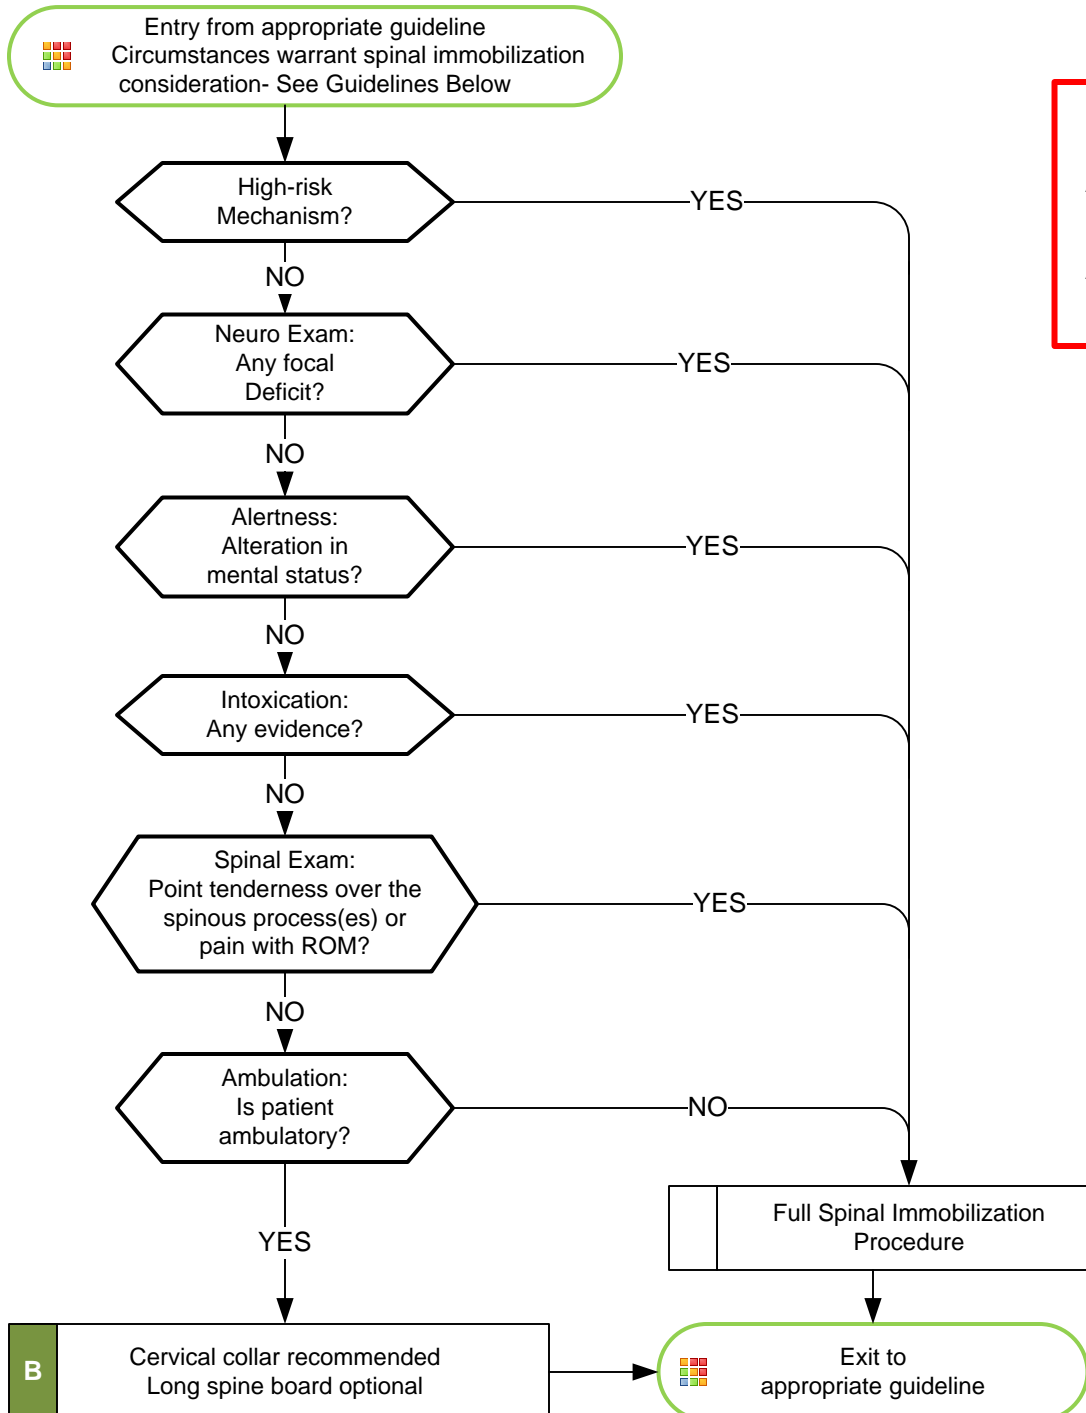 Entry from appropriate guideline
Circumstances warrant spinal immobilization
consideration- See Guidelines Below
High-risk
Mechanism?
YES
NO
Neuro Exam:
Any focal
Deficit?
YES
NO
Alertness:
Alteration in
mental status?
YES
NO
Intoxication:
Any evidence?
YES
NO
Spinal Exam:
Point tenderness over the
spinous process(es) or
pain with ROM?
YES
NO
Ambulation:
Is patient
ambulatory?
NO
YES
Full Spinal Immobilization
Procedure
B
Cervical collar recommended
Long spine board optional
Exit to
appropriate guideline